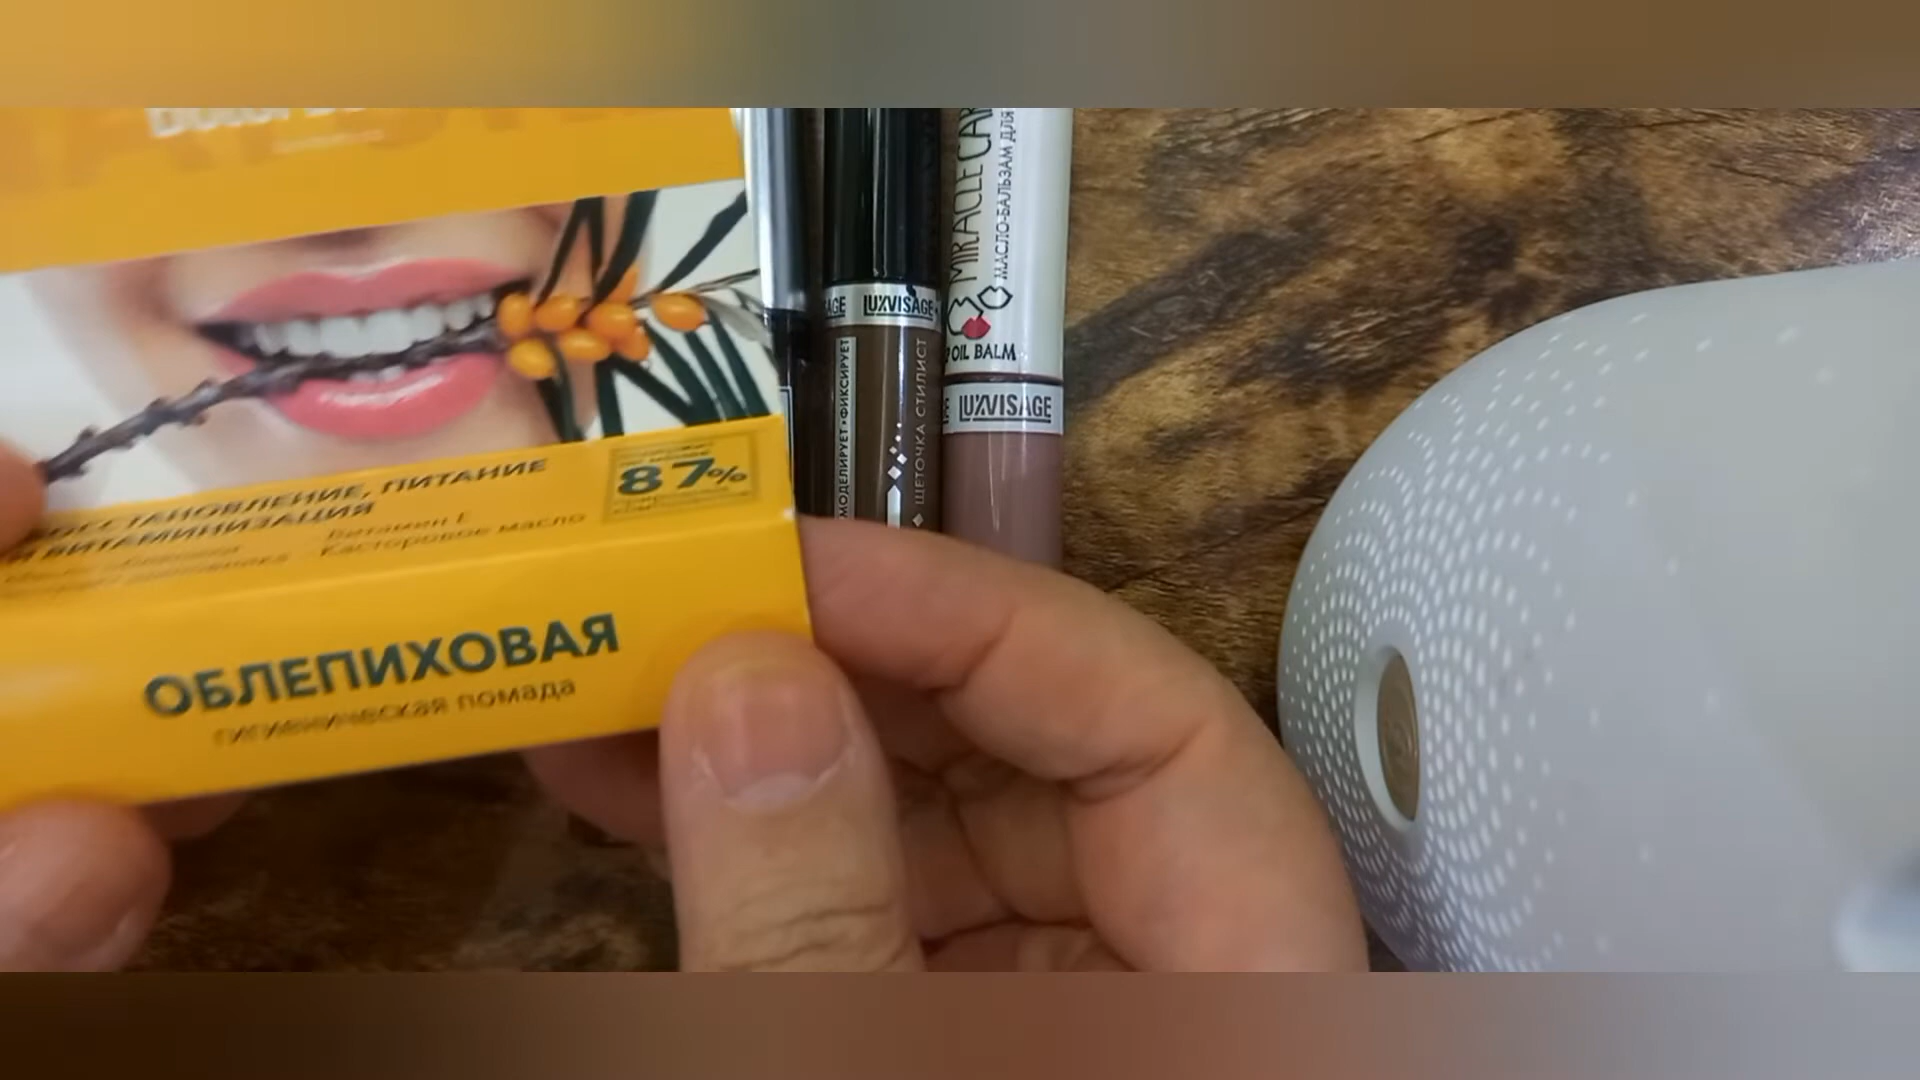 ВОССТАНОВЛЕНИЕ, ПИТАНИЕ
И ВИТАМИНИЗАЦИЯ
Витамин Е
Касторовое масло
87%
ОБЛЕПИХОВАЯ
гигиеническая помада
LUXVISAGE
МОДЕЛИРУЕТ•ФИКСИРУЕТ
ЩЕТОЧКА СТИЛИСТ
MIRACLE CAR
МАСЛО-БАЛЬЗАМ ДЛЯ
OIL BALM
LUXVISAGE